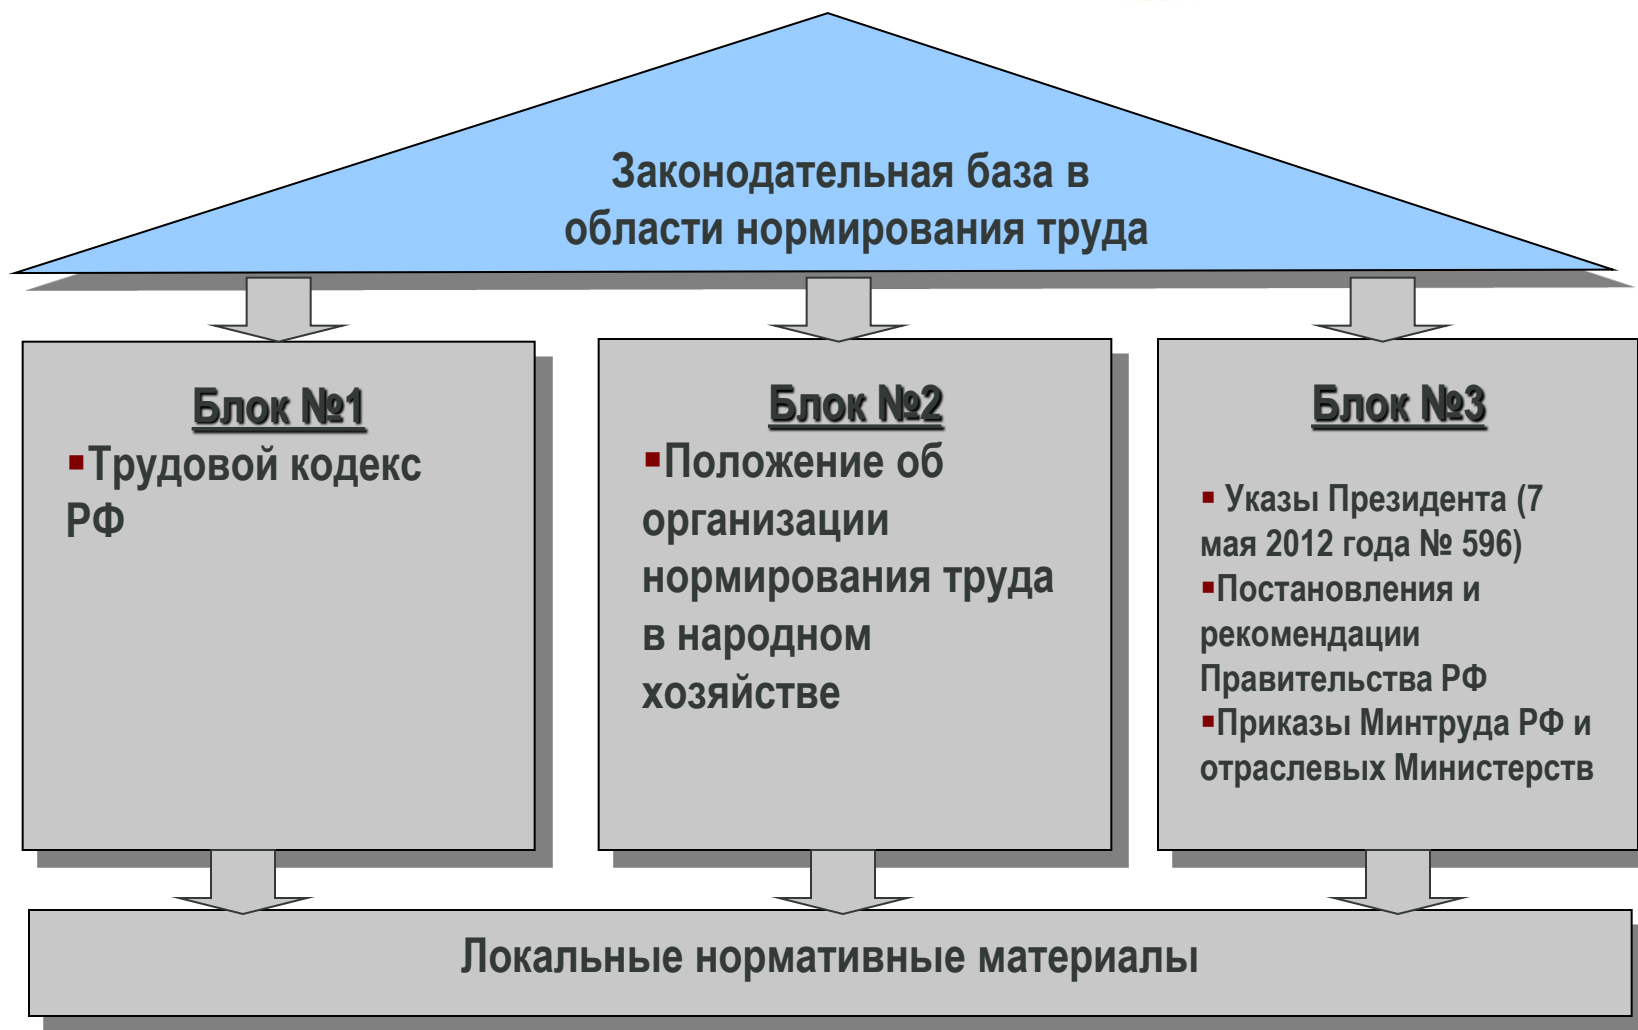 Законодательная база в
области нормирования труда
Блок №1
▪Трудовой кодекс
РФ
Блок №2
▪Положение об
организации
нормирования труда
в народном
хозяйстве
Блок №3
▪ Указы Президента (7
мая 2012 года № 596)
▪Постановления и
рекомендации
Правительства РФ
▪Приказы Минтруда РФ и
отраслевых Министерств
Локальные нормативные материалы